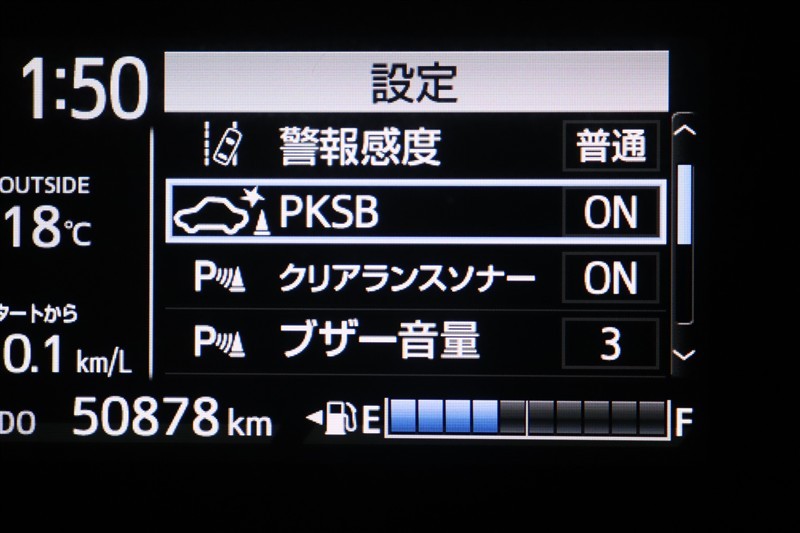 1:50
設定
警報感度 普通
OUTSIDE
PKSB ON
18℃
P クリアランスソナー ON
タートから
P ブザー音量 3
0.1 km/L
DO 50878 km
E F